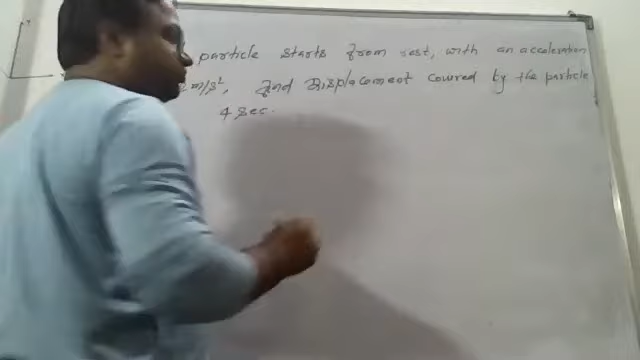 particle starts from rest, with an acceleration
m/s², find displacement covered by the particle
4 sec.